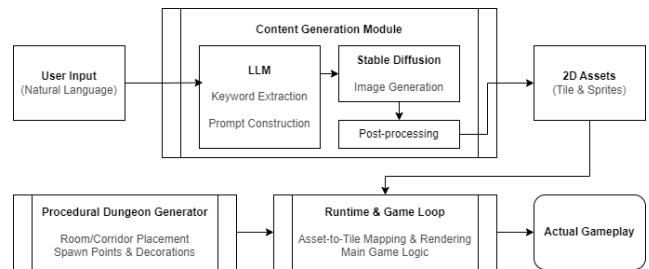 Content Generation Module
User Input
(Natural Language)
LLM
Keyword Extraction
Prompt Construction
Stable Diffusion
Image Generation
Post-processing
2D Assets
(Tile & Sprites)
Procedural Dungeon Generator
Room/Corridor Placement
Spawn Points & Decorations
Runtime & Game Loop
Asset-to-Tile Mapping & Rendering
Main Game Logic
Actual Gameplay